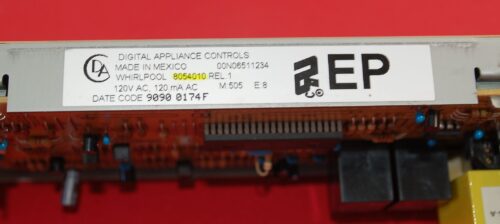 DIGITAL APPLIANCE CONTROLS
MADE IN MEXICO 00N06511234
WHIRLPOOL 8054010 REL.1
120V AC, 120 mA AC M:505 E:8
DATE CODE 9090 0174F
EP